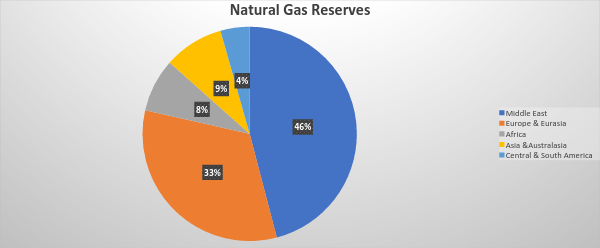 Natural Gas Reserves
4%
9%
8%
46%
33%
Middle East
Europe & Eurasia
Africa
Asia &Australasia
Central & South America